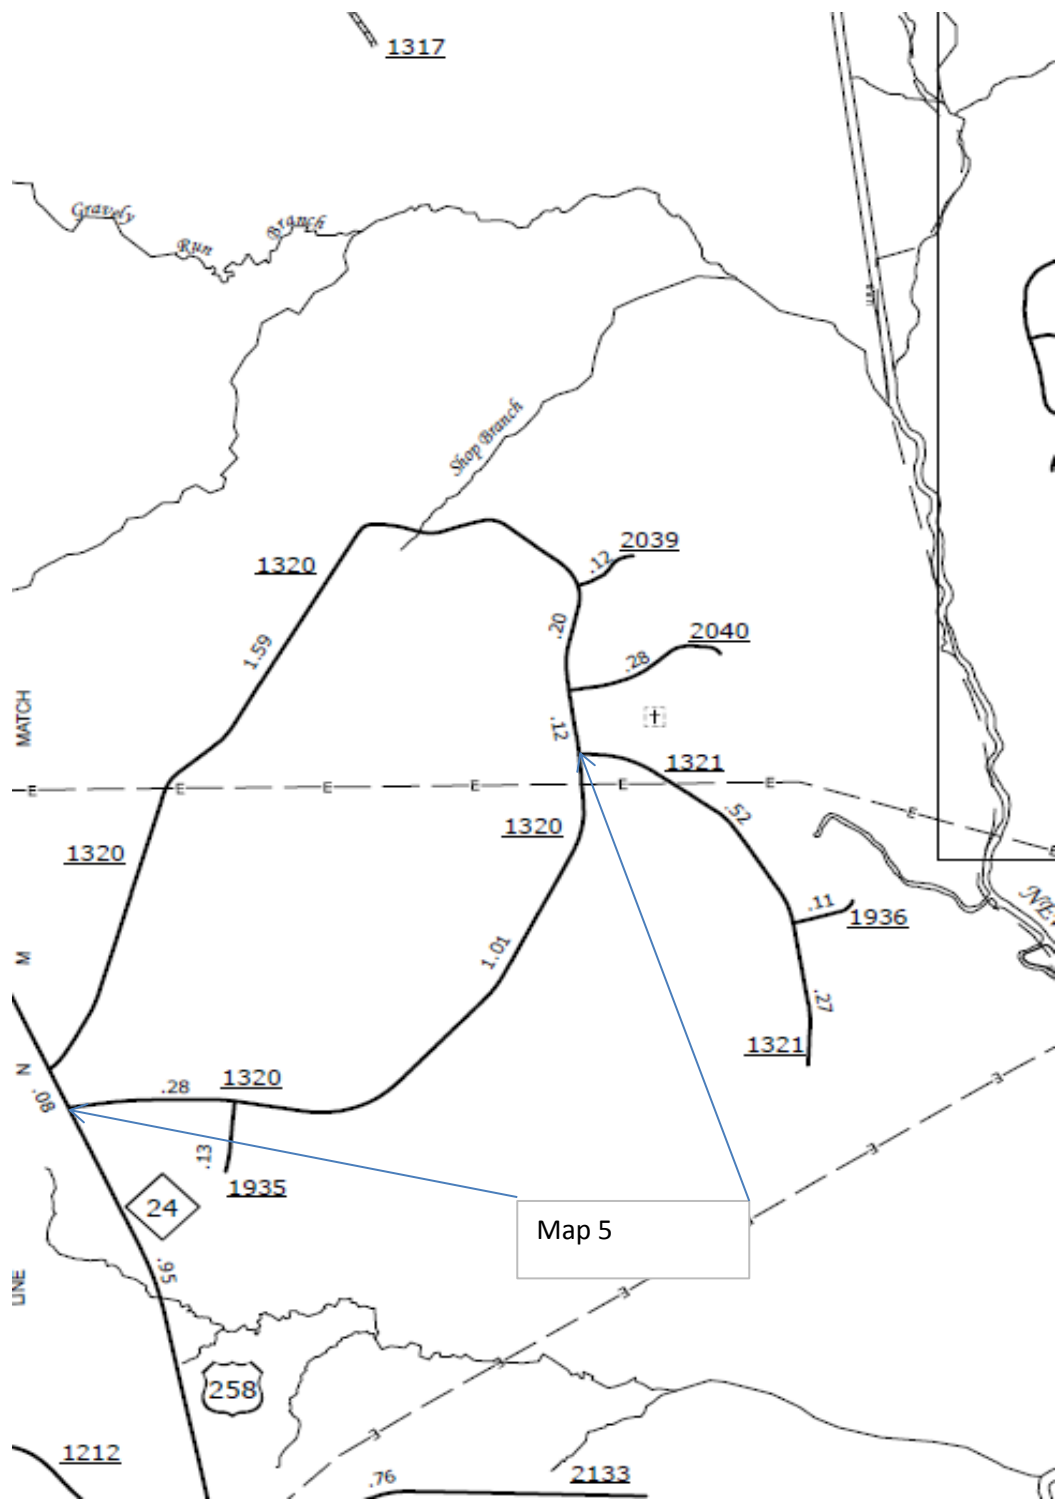 1317
Gravely
Run
Branch
Shop Branch
1320
2039
.12
1.59
.20
2040
.28
MATCH
.12
1321
E
E
E
E
E
E
E
E
1320
1320
.52
.11
1936
NEW
M
1.01
.27
1321
N
.08
.28
1320
E
.13
1935
E
24
Map 5
.95
LINE
E
E
258
E
1212
.76
2133